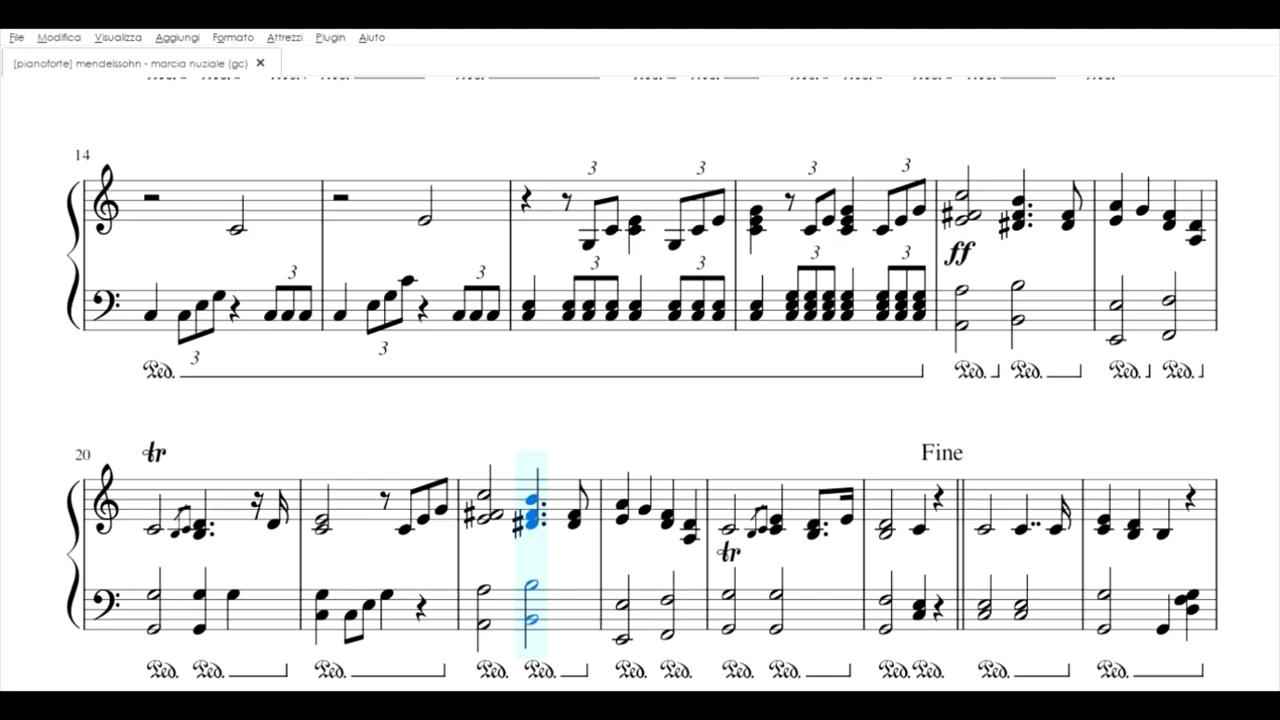 File Modifica Visualizza Aggiungi Formato Attrezzi Plugin Aiuto
[pianoforte] mendelssohn - marcia nuziale (gc) ×
14
3 3 3 3
ff
3 3 3 3 3 3
3 3
Ped. Ped. Ped. Ped. Ped.
20
tr
Fine
tr
Ped. Ped. Ped. Ped. Ped. Ped. Ped. Ped. Ped. Ped. Ped. Ped. Ped.